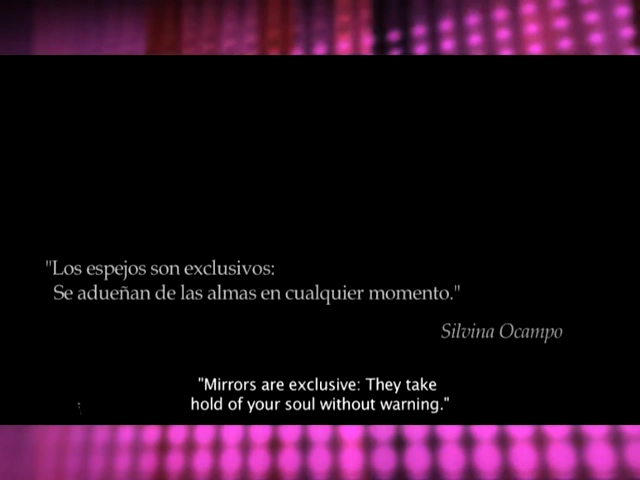 "Los espejos son exclusivos:
Se adueñan de las almas en cualquier momento."
Silvina Ocampo
"Mirrors are exclusive: They take
hold of your soul without warning."